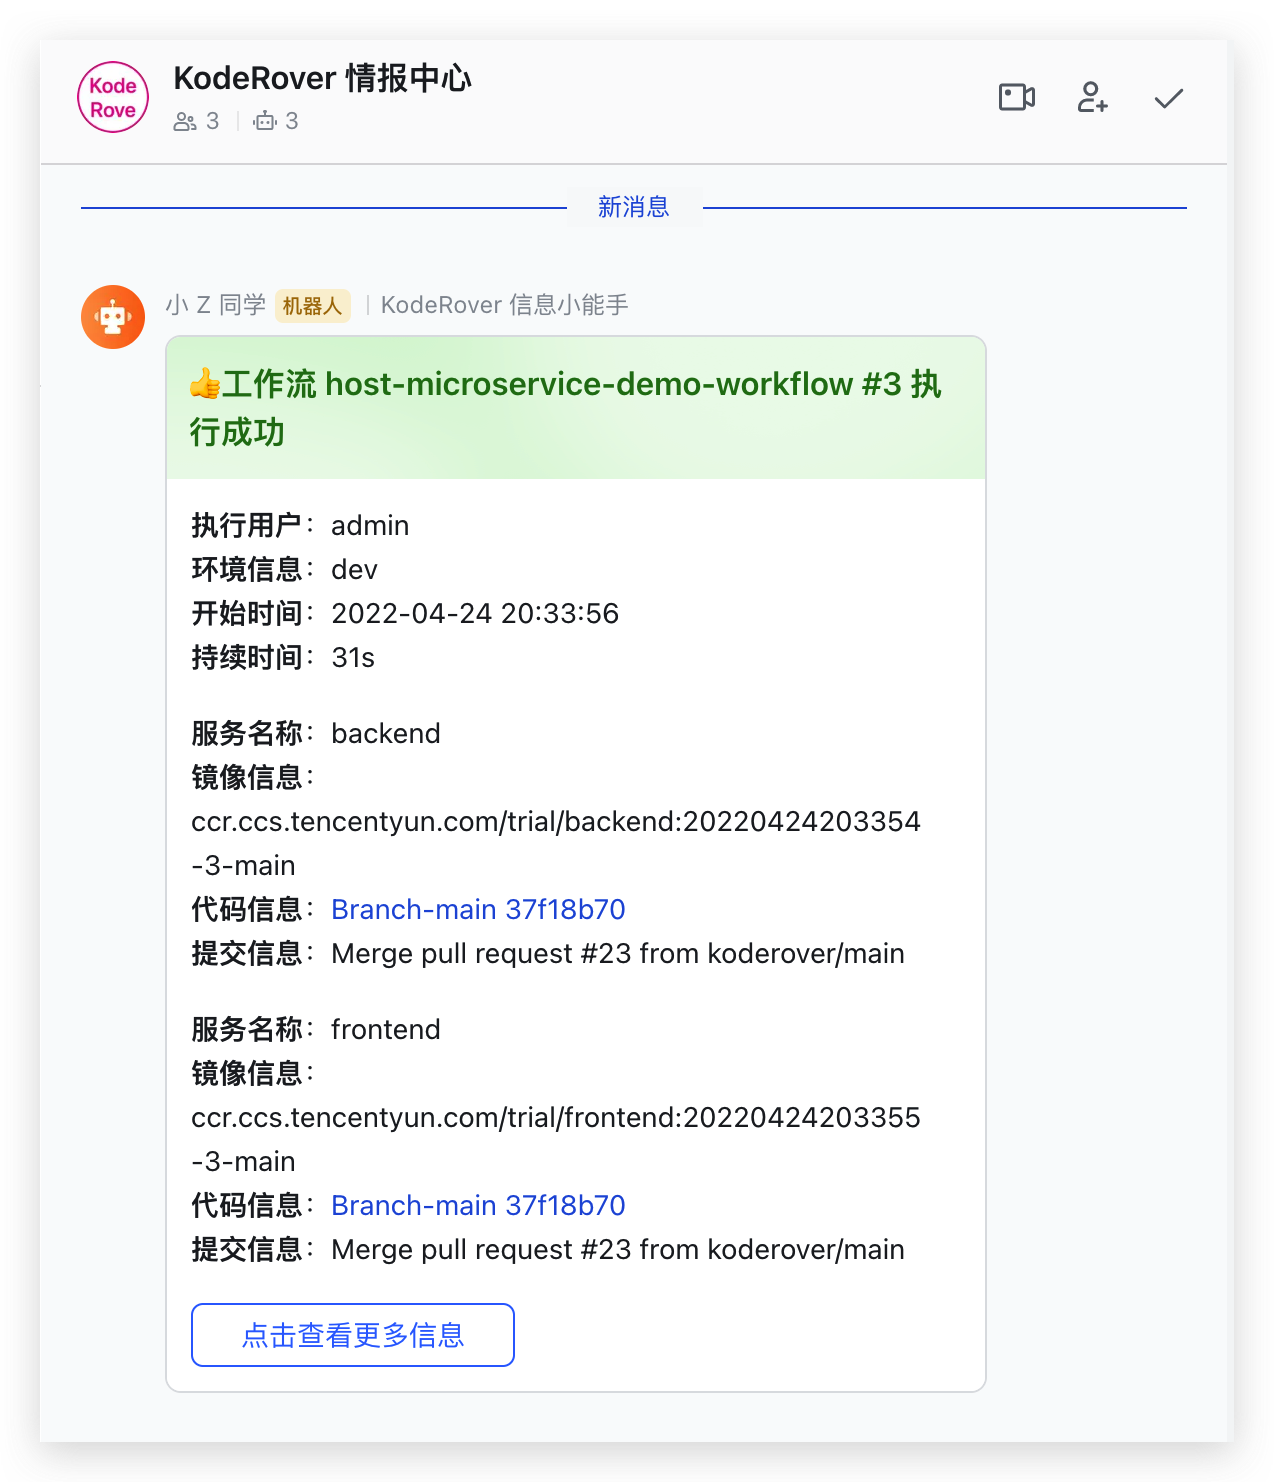 Kode
Rove
KodeRover 情报中心
3 3
新消息
小 Z 同学 机器人 KodeRover 信息小能手
👍工作流 host-microservice-demo-workflow #3 执
行成功
执行用户：admin
环境信息：dev
开始时间：2022-04-24 20:33:56
持续时间：31s
服务名称：backend
镜像信息：
ccr.ccs.tencentyun.com/trial/backend:20220424203354
-3-main
代码信息：Branch-main 37f18b70
提交信息：Merge pull request #23 from koderover/main
服务名称：frontend
镜像信息：
ccr.ccs.tencentyun.com/trial/frontend:20220424203355
-3-main
代码信息：Branch-main 37f18b70
提交信息：Merge pull request #23 from koderover/main
点击查看更多信息